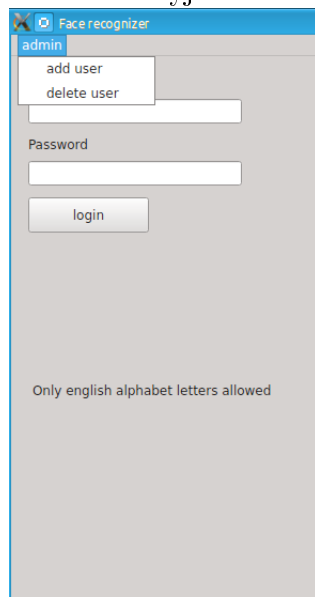 Face recognizer
admin
add user
delete user
Password
login
Only english alphabet letters allowed